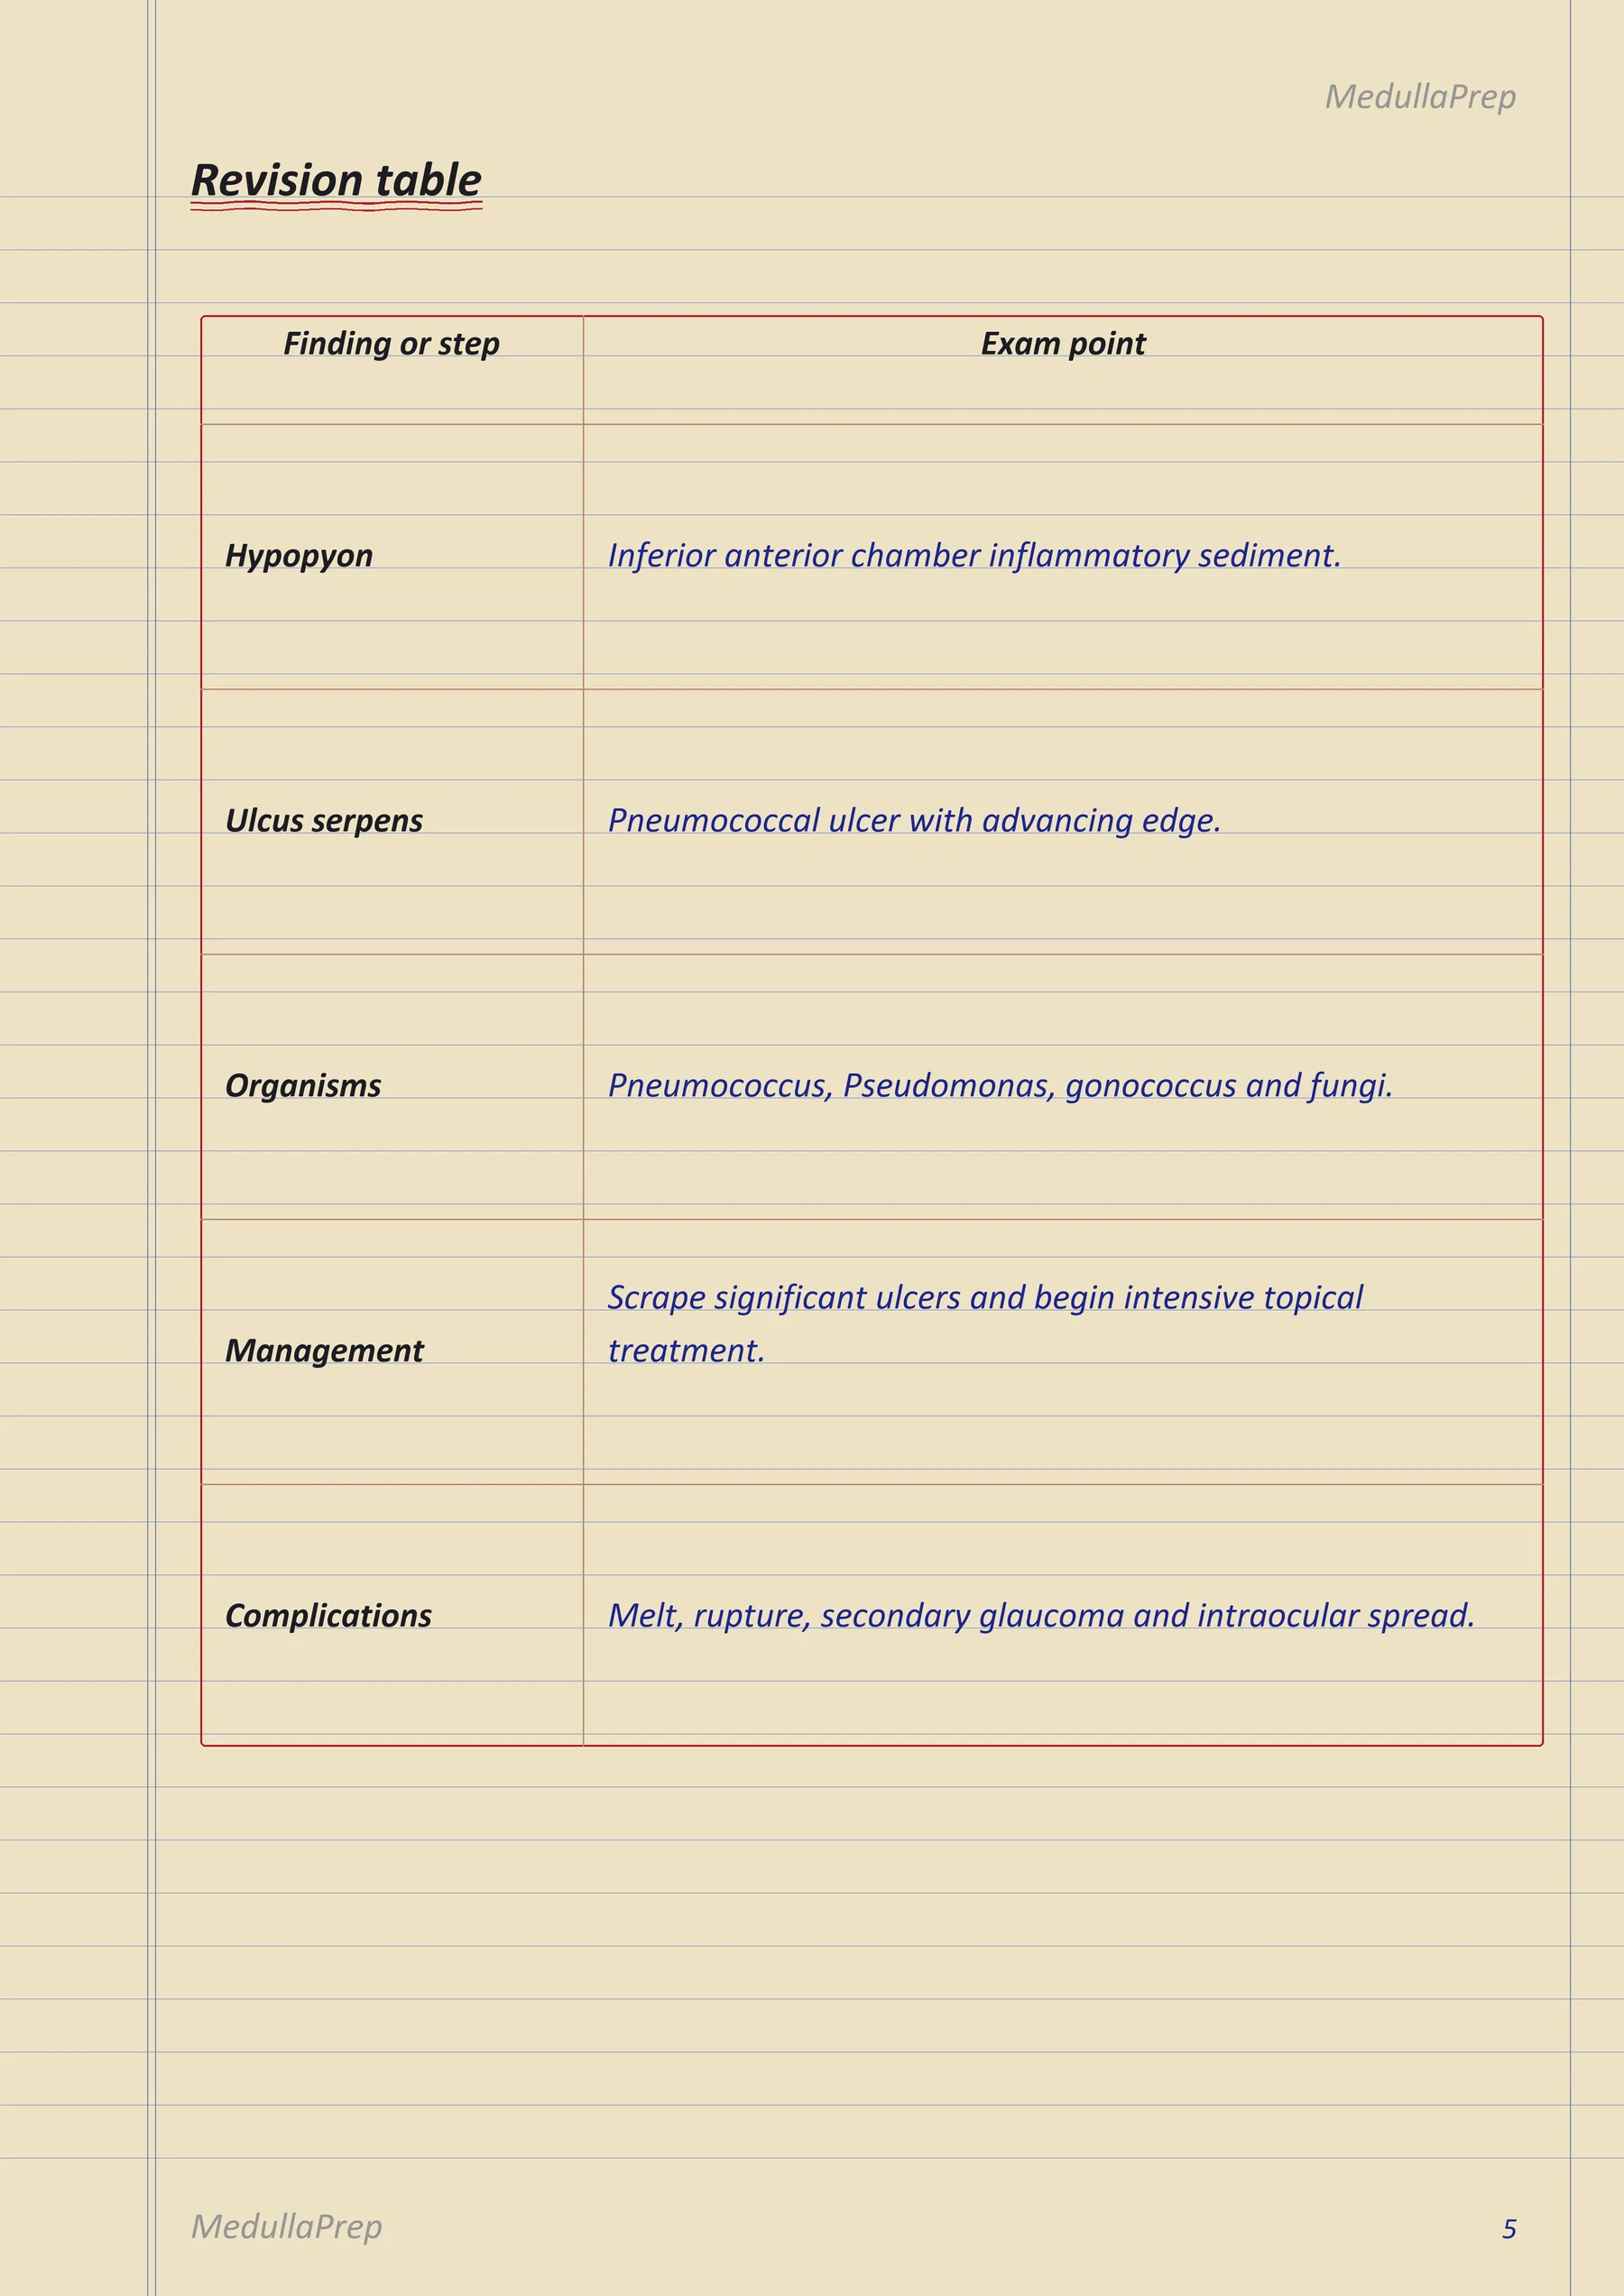 MedullaPrep
Revision table
Finding or step
Exam point
Hypopyon
Inferior anterior chamber inflammatory sediment.
Ulcus serpens
Pneumococcal ulcer with advancing edge.
Organisms
Pneumococcus, Pseudomonas, gonococcus and fungi.
Management
Scrape significant ulcers and begin intensive topical
treatment.
Complications
Melt, rupture, secondary glaucoma and intraocular spread.
MedullaPrep
5